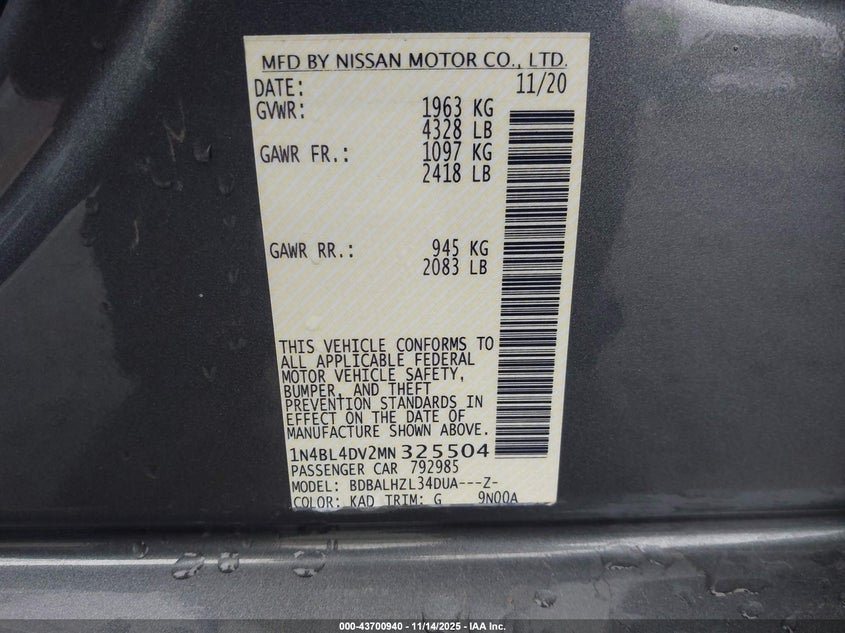 MFD BY NISSAN MOTOR CO., LTD.
DATE: 11/20
GVWR: 1963 KG
4328 LB
GAWR FR.: 1097 KG
2418 LB
GAWR RR.: 945 KG
2083 LB
THIS VEHICLE CONFORMS TO
ALL APPLICABLE FEDERAL
MOTOR VEHICLE SAFETY,
BUMPER, AND THEFT
PREVENTION STANDARDS IN
EFFECT ON THE DATE OF
MANUFACTURE SHOWN ABOVE.
1N4BL4DV2MN325504
PASSENGER CAR 792985
MODEL: BDBALHZL34DUA---Z-
COLOR: KAD TRIM: G 9N00A
000-43700940 - 11/14/2025 - IAA Inc.